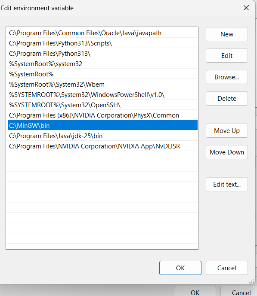 Edit environment variable
C:\Program Files\Common Files\Oracle\Java\javapath
C:\Program Files\Python313\Scripts\
C:\Program Files\Python313\
%SystemRoot%\system32
%SystemRoot%
%SystemRoot%\System32\Wbem
%SYSTEMROOT%\System32\WindowsPowerShell\v1.0\
%SYSTEMROOT%\System32\OpenSSH\
C:\Program Files (x86)\NVIDIA Corporation\PhysX\Common
C:\MinGW\bin
C:\Program Files\Java\jdk-25\bin
C:\Program Files\NVIDIA Corporation\NVIDIA App\NvDLISR
New
Edit
Browse...
Delete
Move Up
Move Down
Edit text...
OK
Cancel
OK
Cancel